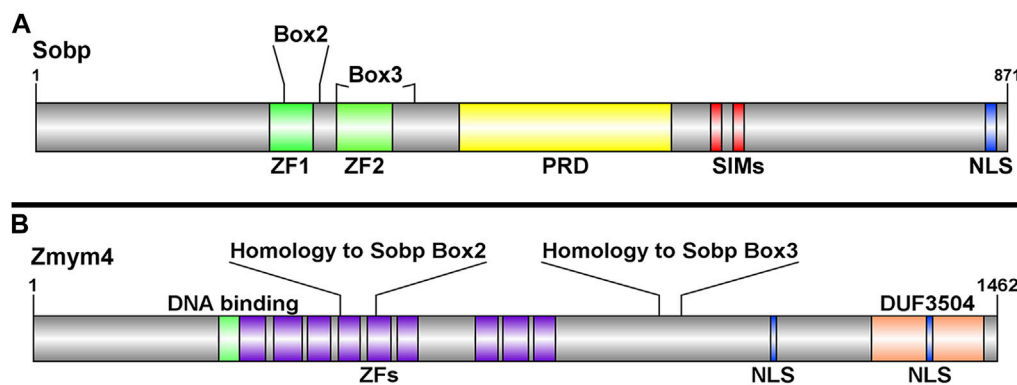 A
Sobp
Box2
Box3
1
871
ZF1
ZF2
PRD
SIMs
NLS
B
Zmym4
Homology to Sobp Box2
Homology to Sobp Box3
1
1462
DNA binding
DUF3504
ZFs
NLS
NLS